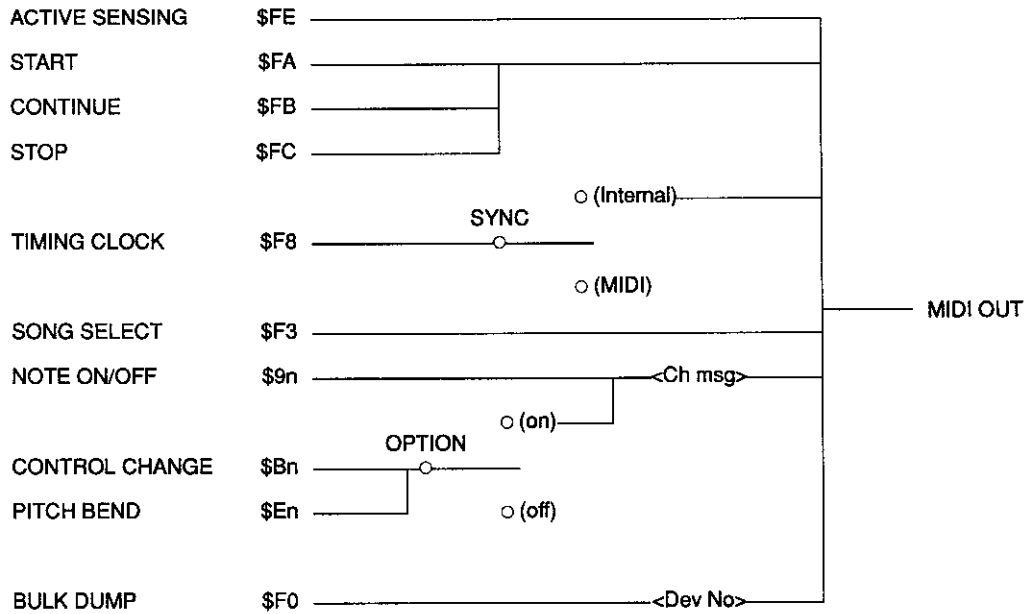 ACTIVE SENSING $FE
START $FA
CONTINUE $FB
STOP $FC
(Internal)
SYNC
TIMING CLOCK $F8
(MIDI)
MIDI OUT
SONG SELECT $F3
NOTE ON/OFF $9n <Ch msg>
(on)
OPTION
CONTROL CHANGE $Bn
PITCH BEND $En (off)
BULK DUMP $F0 <Dev No>